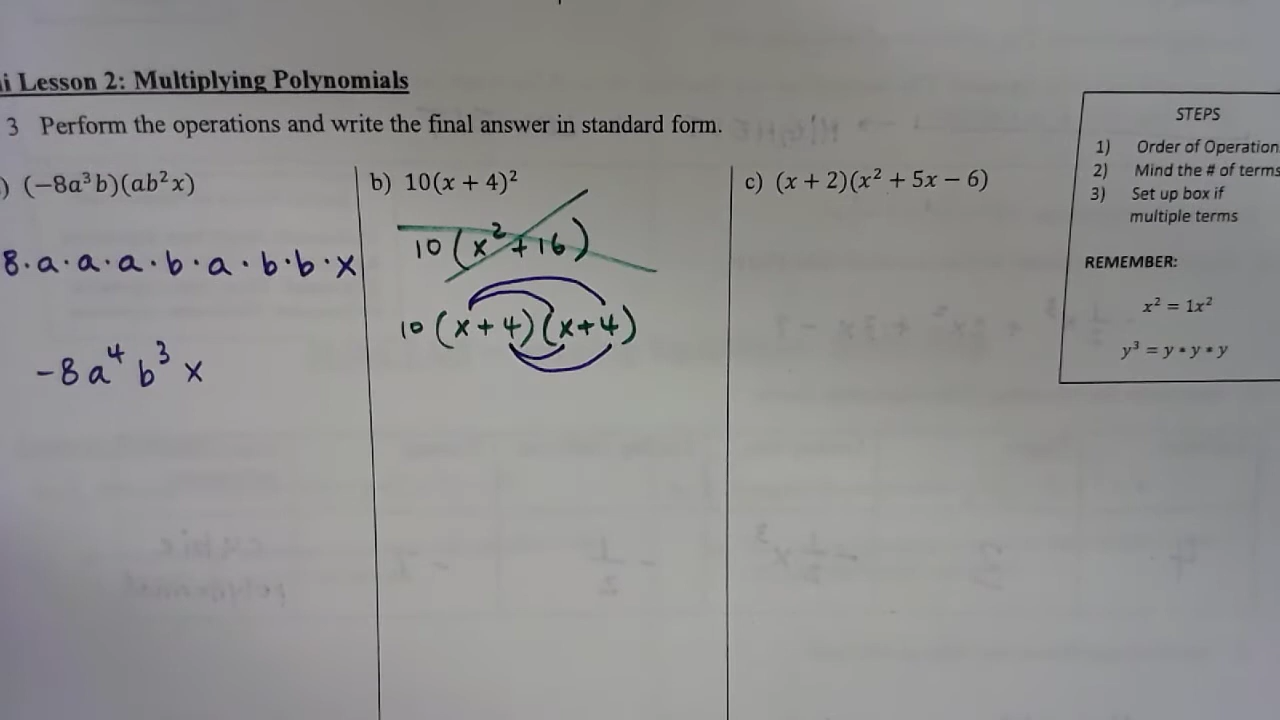 i Lesson 2: Multiplying Polynomials
3 Perform the operations and write the final answer in standard form.
) (−8a³b)(ab²x)
8·a·a·a·b·a·b·b·x
-8a⁴b³x
b) 10(x + 4)²
10(x²+16)
10(x+4)(x+4)
c) (x + 2)(x² + 5x − 6)
STEPS
1) Order of Operation
2) Mind the # of terms
3) Set up box if
multiple terms
REMEMBER:
x² = 1x²
y³ = y • y • y